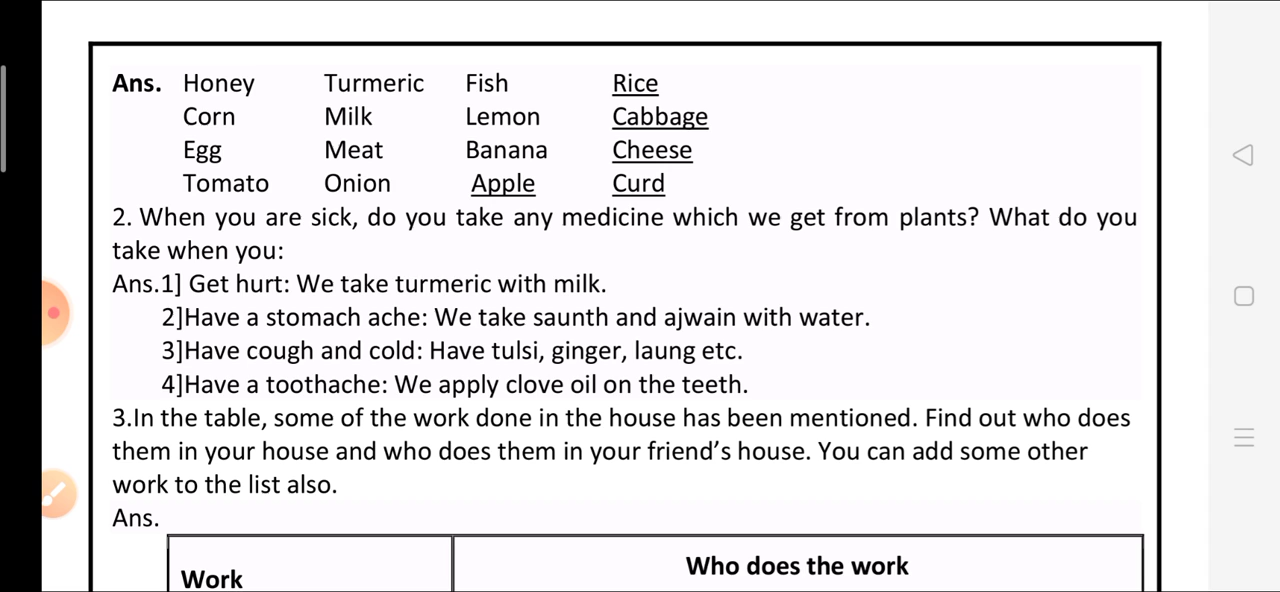 Ans. Honey Turmeric Fish Rice
Corn Milk Lemon Cabbage
Egg Meat Banana Cheese
Tomato Onion Apple Curd
2. When you are sick, do you take any medicine which we get from plants? What do you
take when you:
Ans.1] Get hurt: We take turmeric with milk.
2]Have a stomach ache: We take saunth and ajwain with water.
3]Have cough and cold: Have tulsi, ginger, laung etc.
4]Have a toothache: We apply clove oil on the teeth.
3.In the table, some of the work done in the house has been mentioned. Find out who does
them in your house and who does them in your friend's house. You can add some other
work to the list also.
Ans.
Who does the work
Work